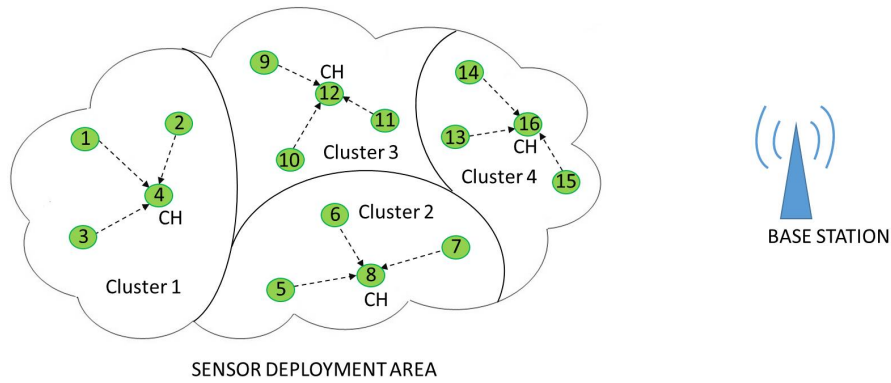 1
2
3
4
CH
Cluster 1
9
CH
12
11
10
Cluster 3
14
13
16
CH
15
Cluster 4
Cluster 2
6
7
5
8
CH
BASE STATION
SENSOR DEPLOYMENT AREA